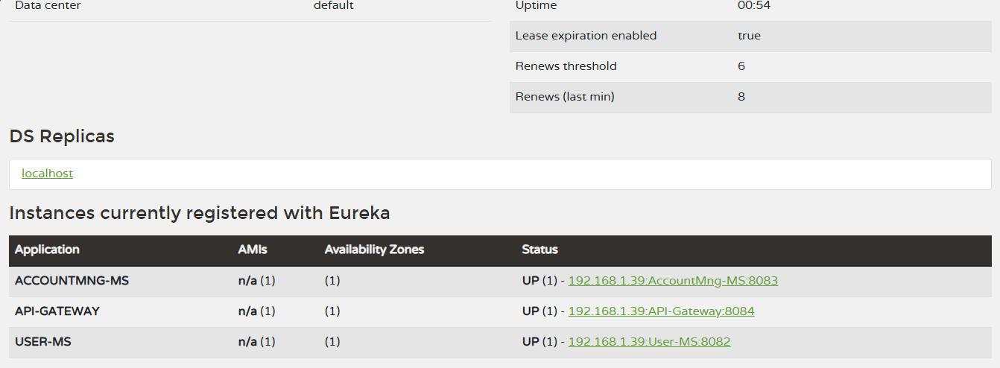 Data center default Uptime 00:54
Lease expiration enabled true
Renews threshold 6
Renews (last min) 8
DS Replicas
localhost
Instances currently registered with Eureka
Application AMIs Availability Zones Status
ACCOUNTMNG-MS n/a (1) (1) UP (1) - 192.168.1.39:AccountMng-MS:8083
API-GATEWAY n/a (1) (1) UP (1) - 192.168.1.39:API-Gateway:8084
USER-MS n/a (1) (1) UP (1) - 192.168.1.39:User-MS:8082